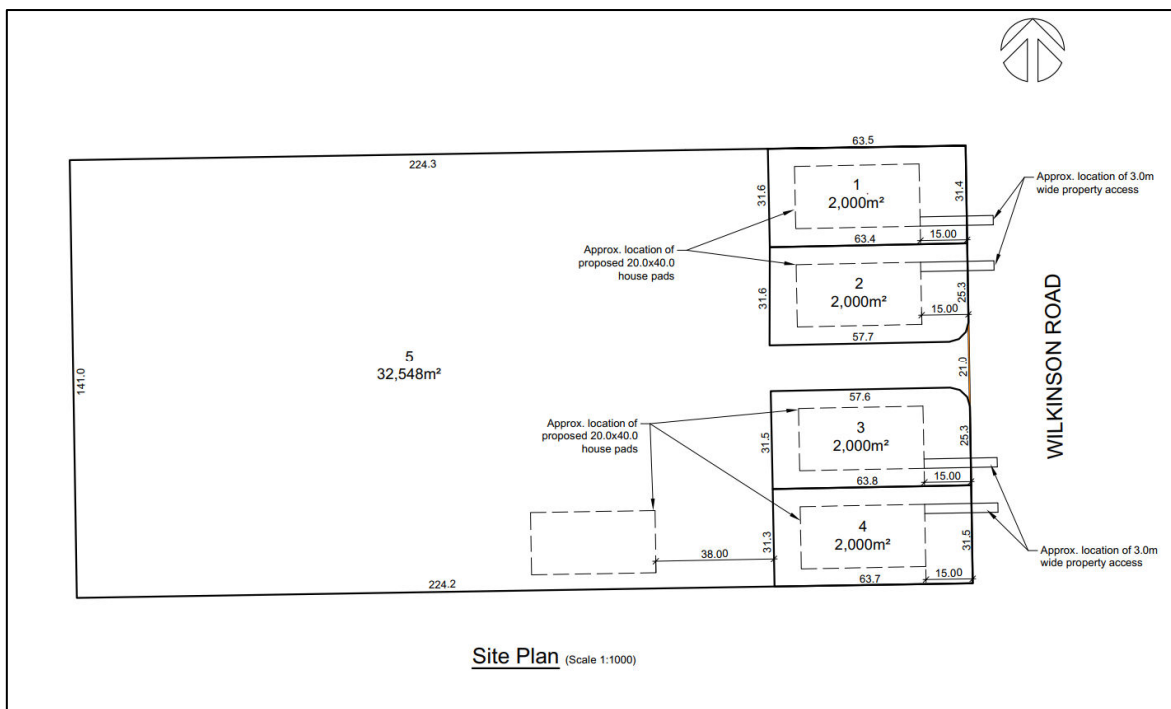 63.5
224.3
Approx. location of 3.0m
wide property access
31.6
1
2,000m²
31.4
15.00
63.4
Approx. location of
proposed 20.0x40.0
house pads
31.6
2
2,000m²
25.3
15.00
57.7
WILKINSON ROAD
5
32,548m²
141.0
21.0
57.6
Approx. location of
proposed 20.0x40.0
house pads
31.5
3
2,000m²
25.3
15.00
63.8
4
2,000m²
31.3
31.5
38.00
Approx. location of 3.0m
wide property access
15.00
63.7
224.2
Site Plan (Scale 1:1000)